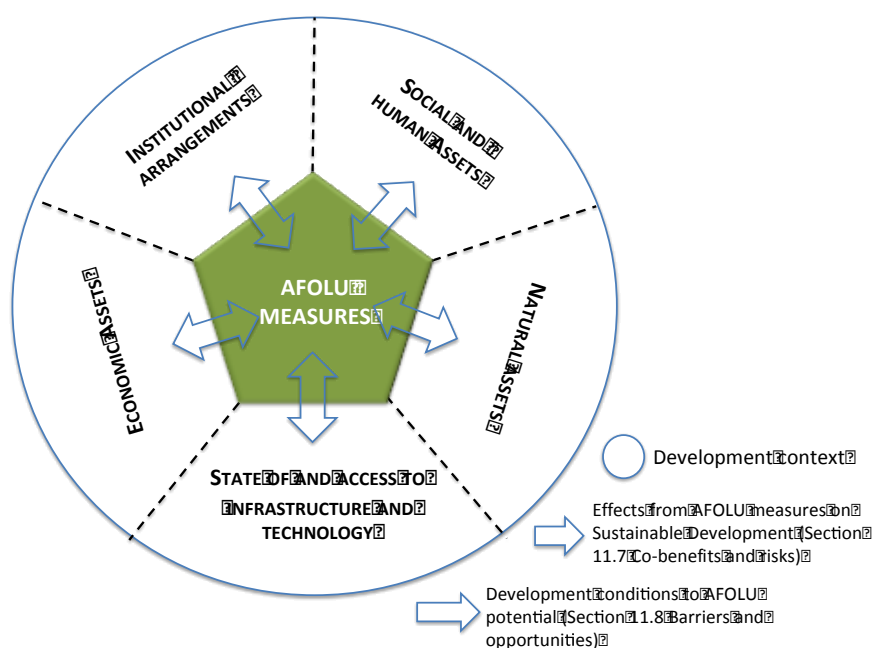 INSTITUTIONAL
ARRANGEMENTS
SOCIAL AND
HUMAN ASSETS
ECONOMIC ASSETS
AFOLU
MEASURES
NATURAL ASSETS
STATE OF AND ACCESS TO
INFRASTRUCTURE AND
TECHNOLOGY
Development context
Effects from AFOLU measures on
Sustainable Development (Section
11.7 Co-benefits and risks)
Development conditions to AFOLU
potential (Section 11.8 Barriers and
opportunities)